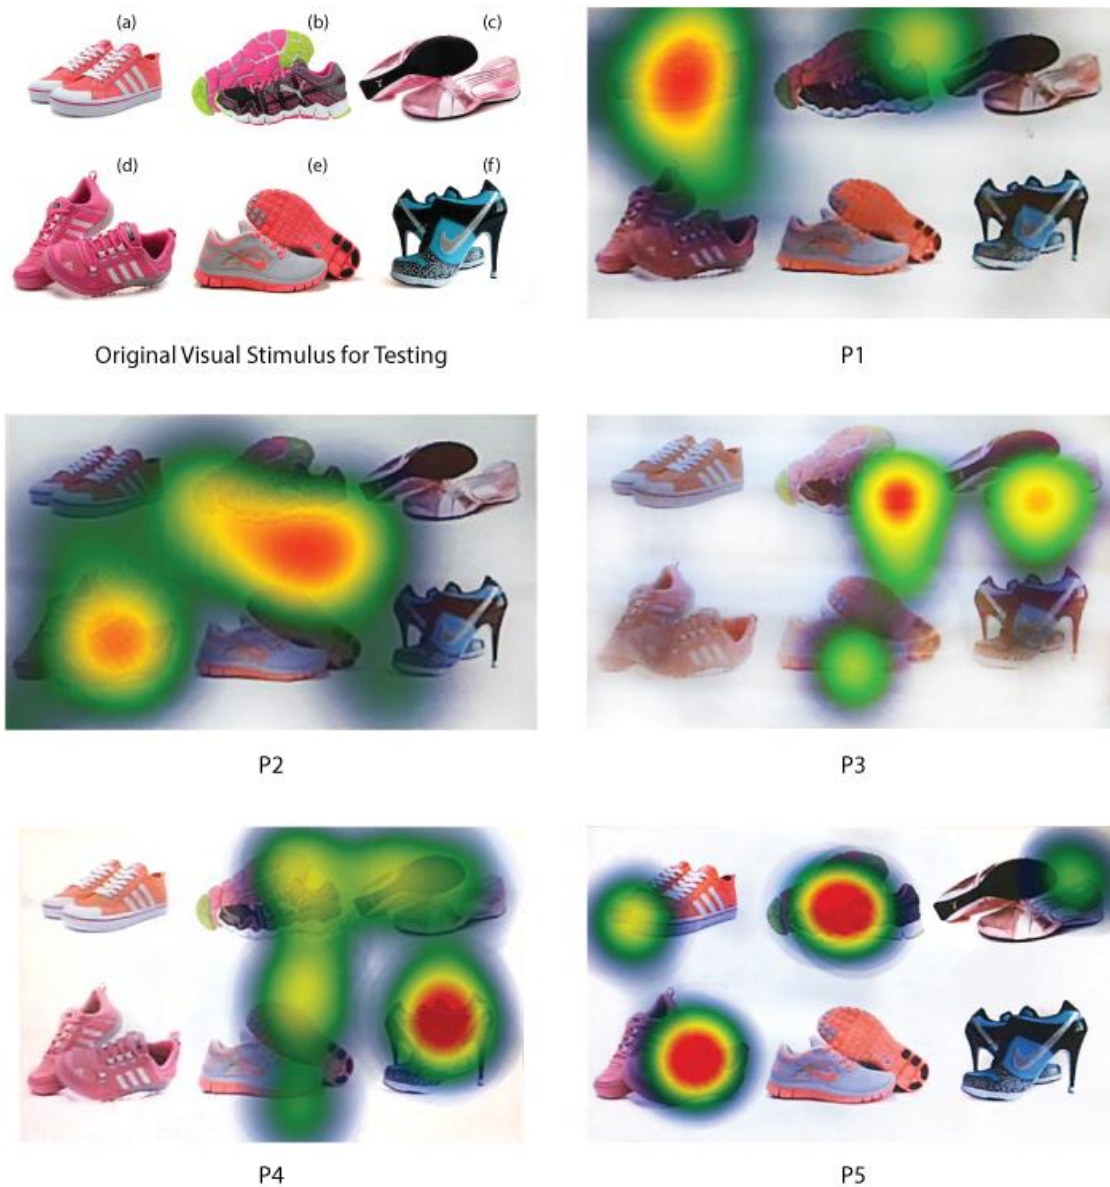 (a)
(b)
(c)
(d)
(e)
(f)
Original Visual Stimulus for Testing
P1
P2
P3
P4
P5